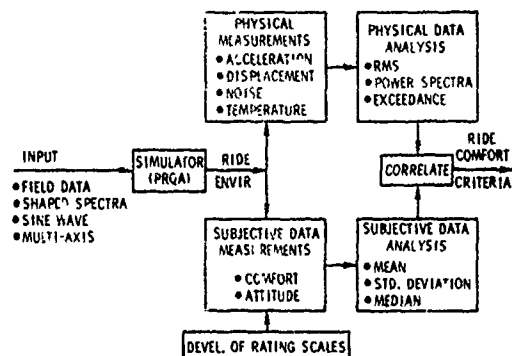 PHYSICAL
MEASUREMENTS
● ACCELERATION
● DISPLACEMENT
● NOISE
● TEMPERATURE
PHYSICAL DATA
ANALYSIS
● RMS
● POWER SPECTRA
● EXCEEDANCE
INPUT
● FIELD DATA
● SHAPED SPECTRA
● SINE WAVE
● MULTI-AXIS
SIMULATOR
(PRQA)
RIDE
ENVIR
CORRELATE
RIDE
COMFORT
CRITERIA
SUBJECTIVE DATA
MEASUREMENTS
● COMFORT
● ATTITUDE
SUBJECTIVE DATA
ANALYSIS
● MEAN
● STD. DEVIATION
● MEDIAN
DEVEL. OF RATING SCALES